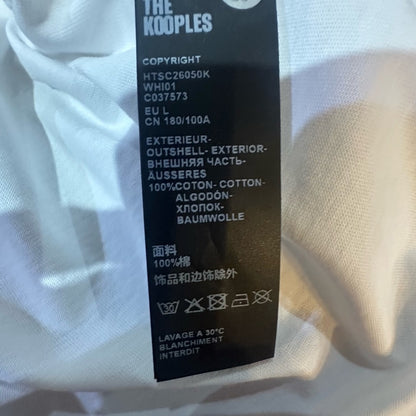 THE
KOOPLES
COPYRIGHT
HTSC26050K
WHI01
C037573
EU L
CN 180/100A
EXTERIEUR-
OUTSHELL- EXTERIOR-
ВНЕШНЯЯ ЧАСТЬ-
ÄUSSERES
100%COTON- COTTON-
ALGODÓN-
ХЛОПОК-
BAUMWOLLE
面料
100%棉
饰品和边饰除外
30
LAVAGE A 30°C
BLANCHIMENT
INTERDIT